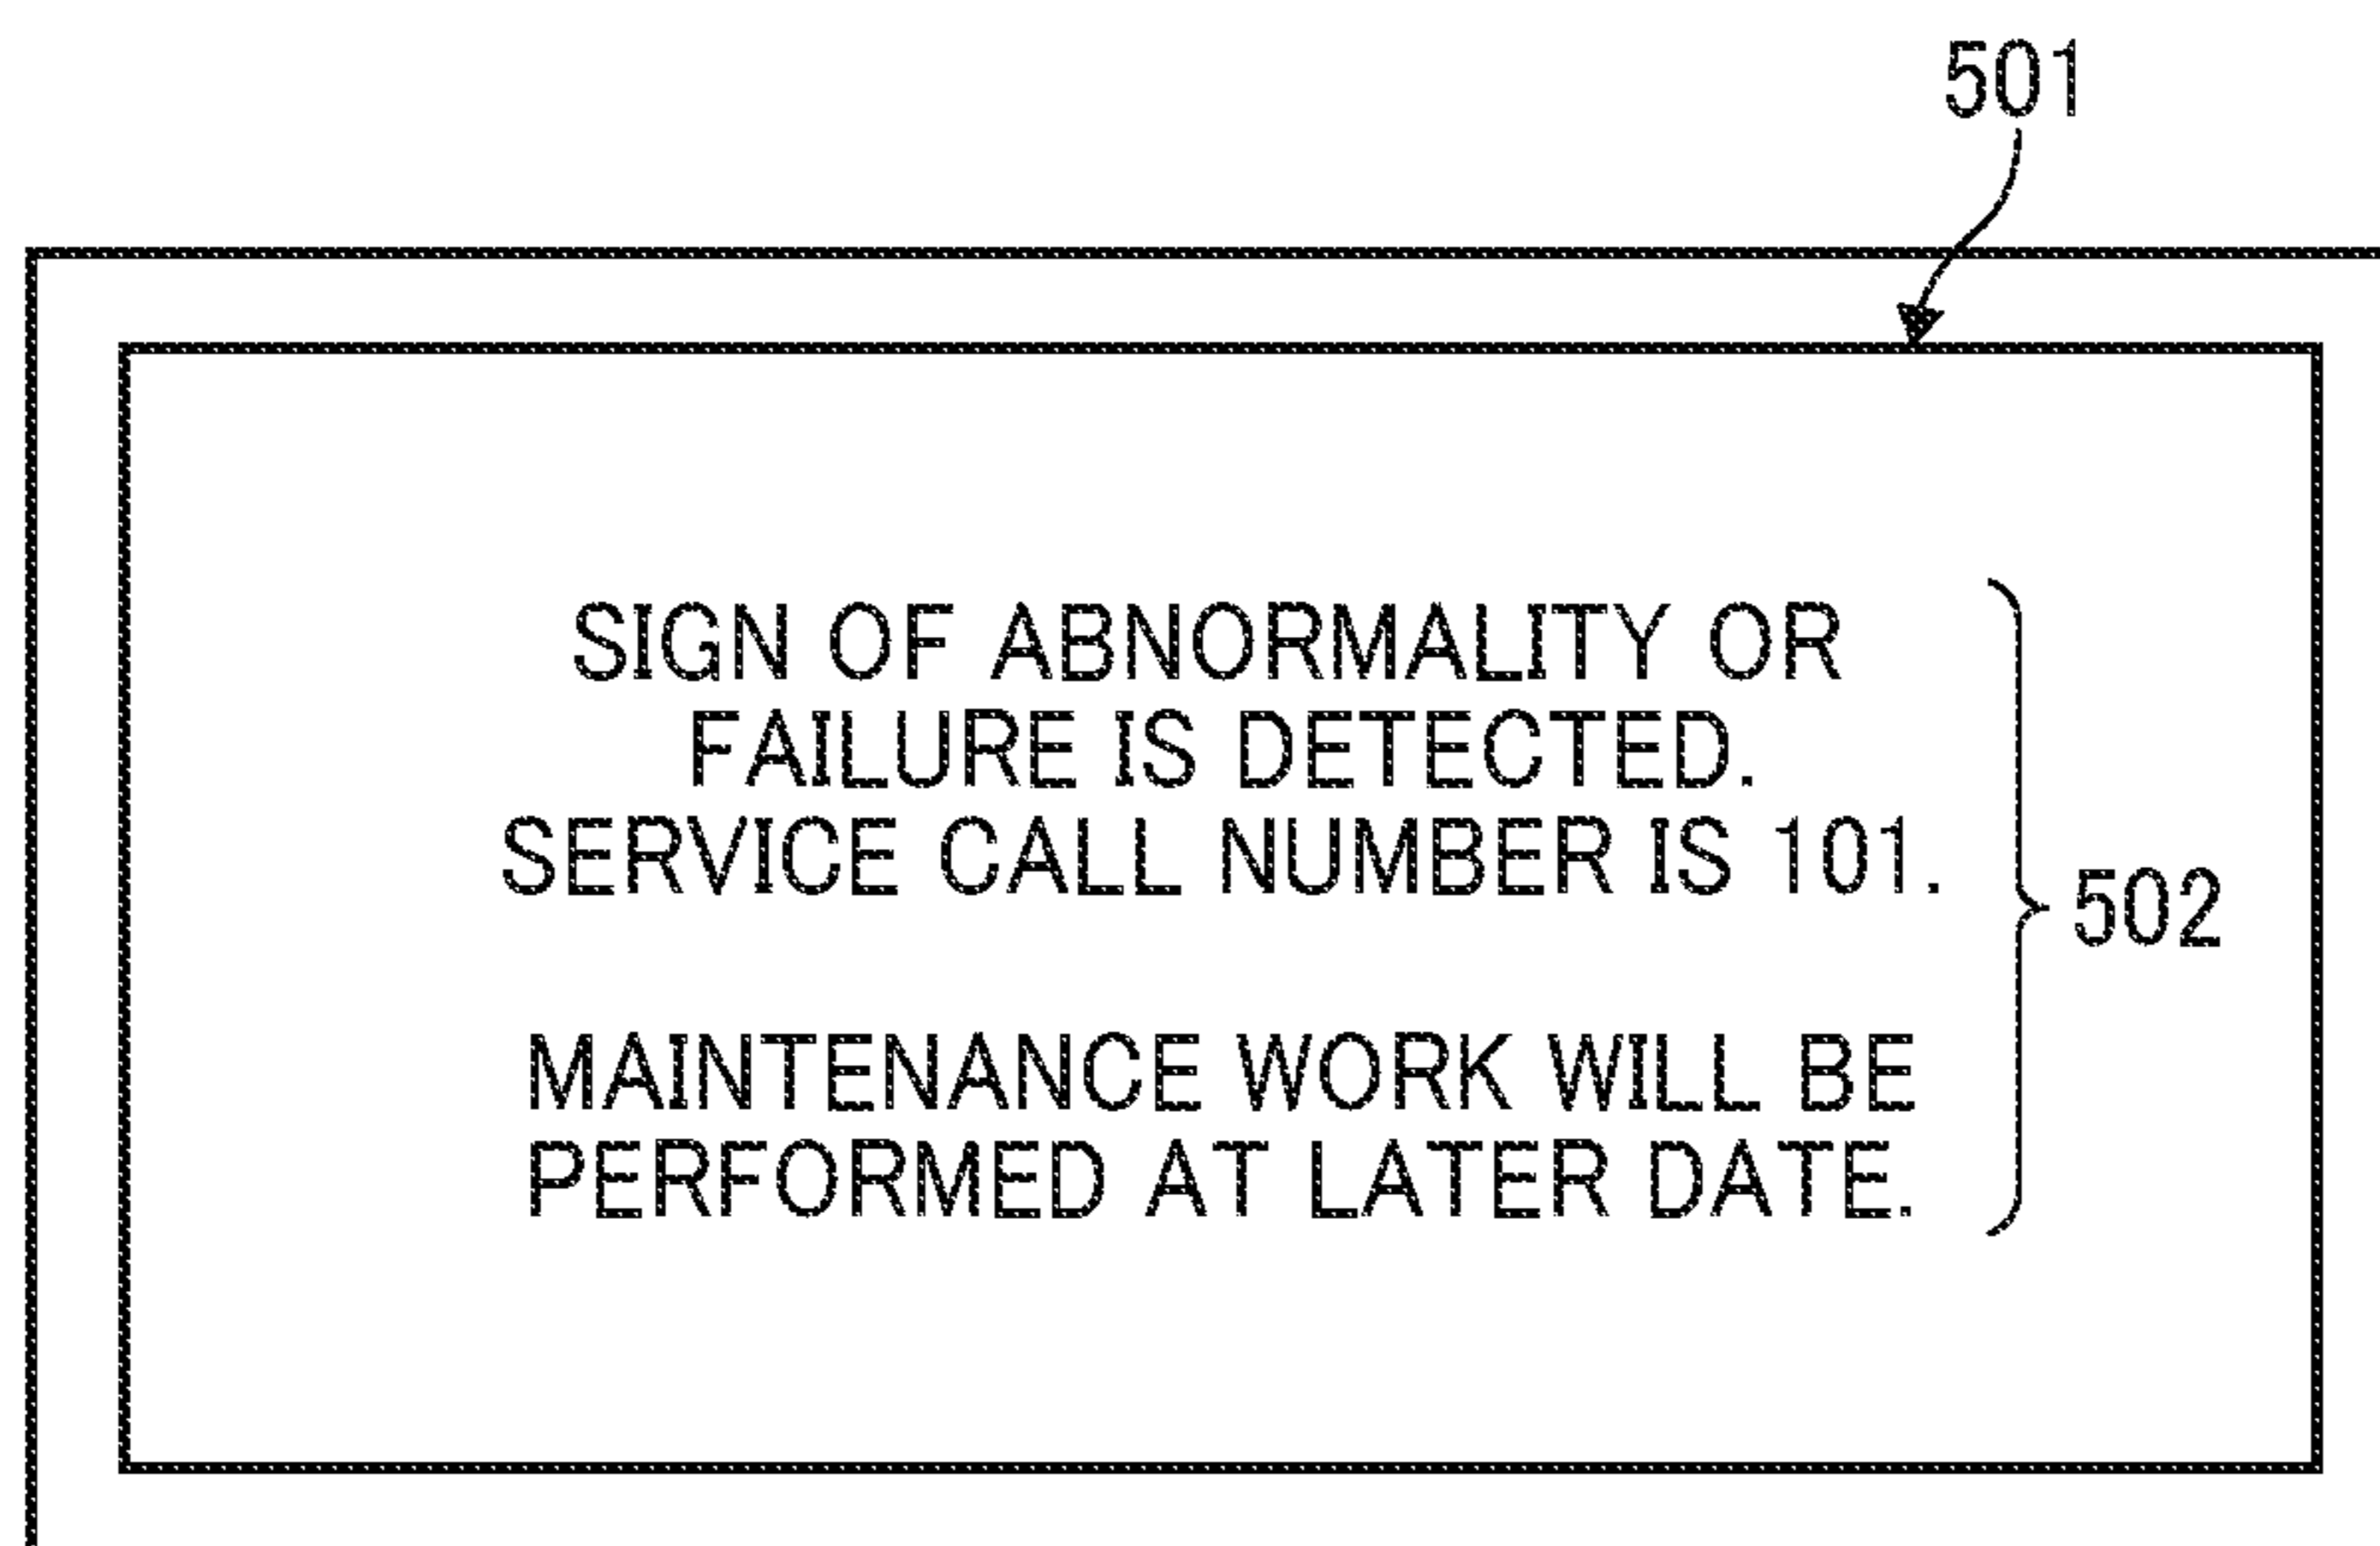 501
SIGN OF ABNORMALITY OR
FAILURE IS DETECTED.
SERVICE CALL NUMBER IS 101.
502
MAINTENANCE WORK WILL BE
PERFORMED AT LATER DATE.